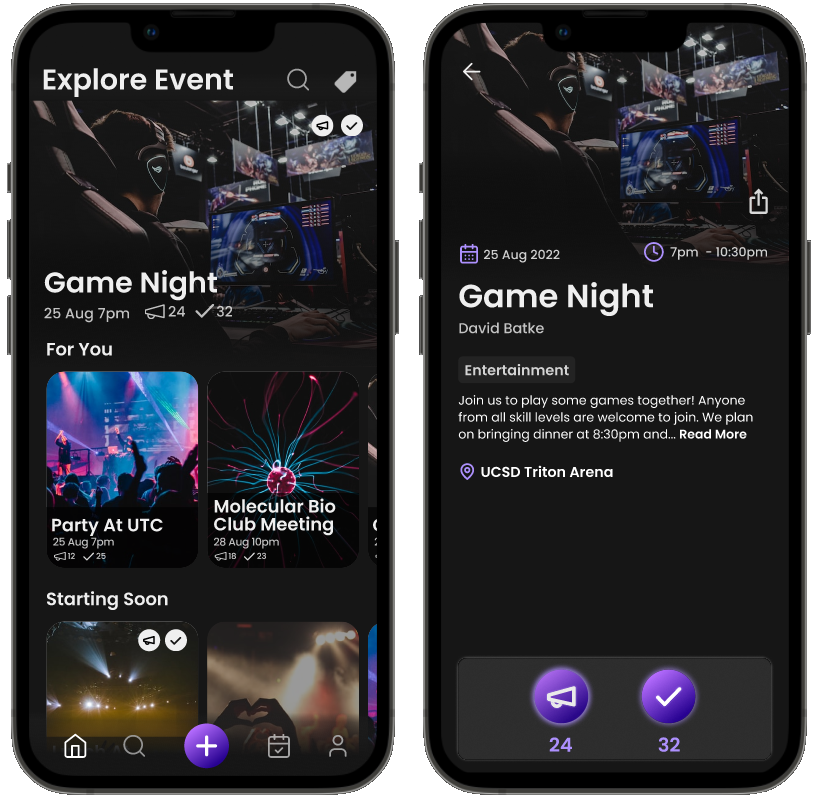 Explore Event
Game Night
25 Aug 7pm 24 32
For You
Party At UTC
25 Aug 7pm
12 25
Molecular Bio
Club Meeting
28 Aug 10pm
18 23
Starting Soon
25 Aug 2022
7pm - 10:30pm
Game Night
David Batke
Entertainment
Join us to play some games together! Anyone
from all skill levels are welcome to join. We plan
on bringing dinner at 8:30pm and... Read More
UCSD Triton Arena
24
32